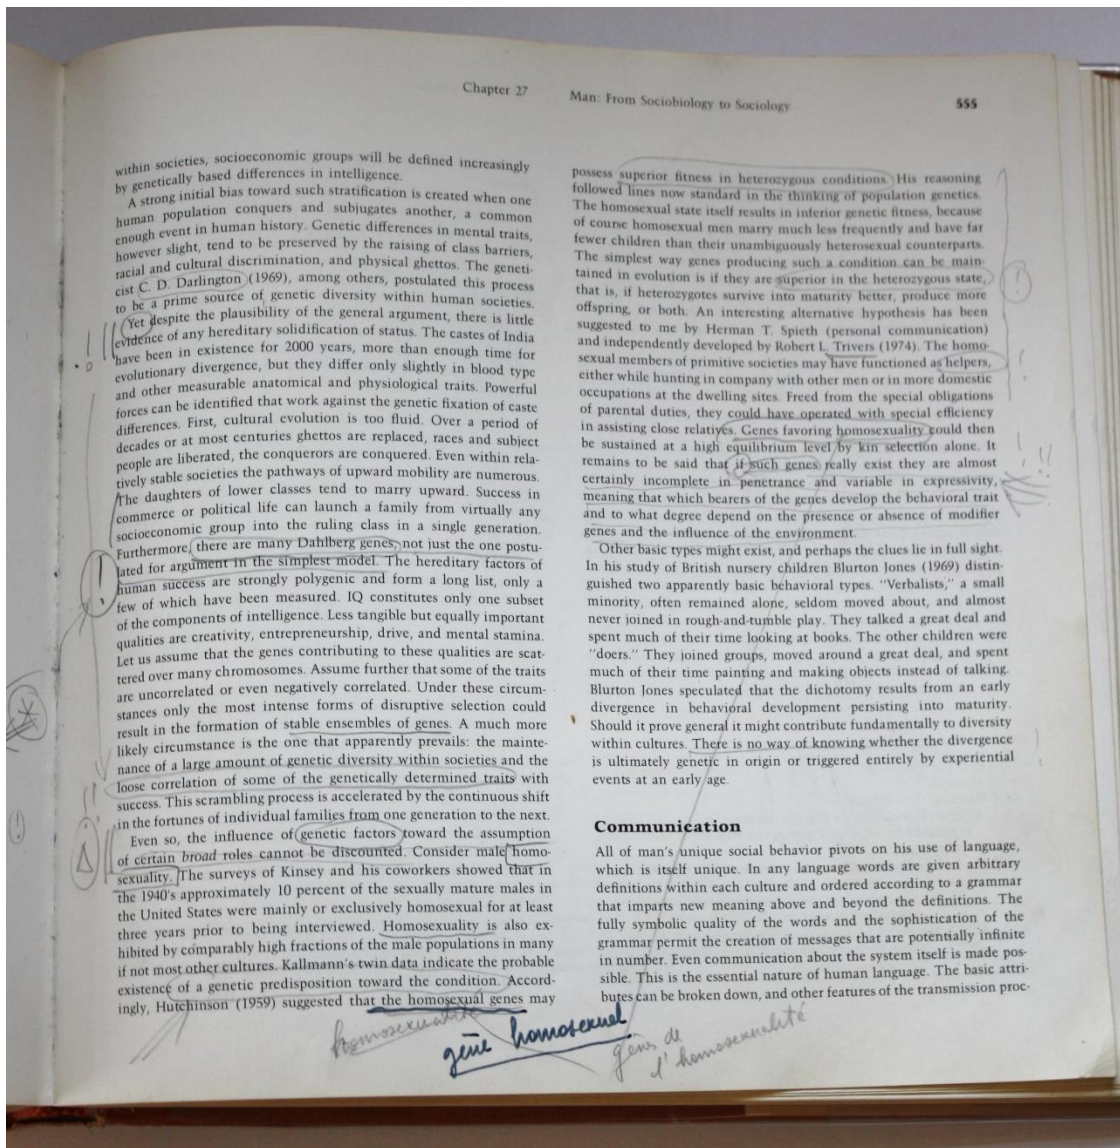 Chapter 27
Man: From Sociobiology to Sociology
555
within societies, socioeconomic groups will be defined increasingly
by genetically based differences in intelligence.
A strong initial bias toward such stratification is created when one
human population conquers and subjugates another, a common
enough event in human history. Genetic differences in mental traits,
however slight, tend to be preserved by the raising of class barriers,
racial and cultural discrimination, and physical ghettos. The geneti-
cist C. D. Darlington (1969), among others, postulated this process
to be a prime source of genetic diversity within human societies.
Yet despite the plausibility of the general argument, there is little
evidence of any hereditary solidification of status. The castes of India
have been in existence for 2000 years, more than enough time for
evolutionary divergence, but they differ only slightly in blood type
and other measurable anatomical and physiological traits. Powerful
forces can be identified that work against the genetic fixation of caste
differences. First, cultural evolution is too fluid. Over a period of
decades or at most centuries ghettos are replaced, races and subject
people are liberated, the conquerors are conquered. Even within rela-
tively stable societies the pathways of upward mobility are numerous.
The daughters of lower classes tend to marry upward. Success in
commerce or political life can launch a family from virtually any
socioeconomic group into the ruling class in a single generation.
Furthermore, there are many Dahlberg genes, not just the one postu-
lated for argument in the simplest model. The hereditary factors of
human success are strongly polygenic and form a long list, only a
few of which have been measured. IQ constitutes only one subset
of the components of intelligence. Less tangible but equally important
qualities are creativity, entrepreneurship, drive, and mental stamina.
Let us assume that the genes contributing to these qualities are scat-
tered over many chromosomes. Assume further that some of the traits
are uncorrelated or even negatively correlated. Under these circum-
stances only the most intense forms of disruptive selection could
result in the formation of stable ensembles of genes. A much more
likely circumstance is the one that apparently prevails: the mainte-
nance of a large amount of genetic diversity within societies and the
loose correlation of some of the genetically determined traits with
success. This scrambling process is accelerated by the continuous shift
in the fortunes of individual families from one generation to the next.
Even so, the influence of genetic factors toward the assumption
of certain broad roles cannot be discounted. Consider male homo-
sexuality. The surveys of Kinsey and his coworkers showed that in
the 1940's approximately 10 percent of the sexually mature males in
the United States were mainly or exclusively homosexual for at least
three years prior to being interviewed. Homosexuality is also ex-
hibited by comparably high fractions of the male populations in many
if not most other cultures. Kallmann's twin data indicate the probable
existence of a genetic predisposition toward the condition. Accord-
ingly, Hutchinson (1959) suggested that the homosexual genes may
possess superior fitness in heterozygous conditions. His reasoning
followed lines now standard in the thinking of population genetics.
The homosexual state itself results in inferior genetic fitness, because
of course homosexual men marry much less frequently and have far
fewer children than their unambiguously heterosexual counterparts.
The simplest way genes producing such a condition can be main-
tained in evolution is if they are superior in the heterozygous state,
that is, if heterozygotes survive into maturity better, produce more
offspring, or both. An interesting alternative hypothesis has been
suggested to me by Herman T. Spieth (personal communication)
and independently developed by Robert L. Trivers (1974). The homo-
sexual members of primitive societies may have functioned as helpers,
either while hunting in company with other men or in more domestic
occupations at the dwelling sites. Freed from the special obligations
of parental duties, they could have operated with special efficiency
in assisting close relatives. Genes favoring homosexuality could then
be sustained at a high equilibrium level by kin selection alone. It
remains to be said that if such genes really exist they are almost
certainly incomplete in penetrance and variable in expressivity,
meaning that which bearers of the genes develop the behavioral trait
and to what degree depend on the presence or absence of modifier
genes and the influence of the environment.
Other basic types might exist, and perhaps the clues lie in full sight.
In his study of British nursery children Blurton Jones (1969) distin-
guished two apparently basic behavioral types. "Verbalists," a small
minority, often remained alone, seldom moved about, and almost
never joined in rough-and-tumble play. They talked a great deal and
spent much of their time looking at books. The other children were
"doers." They joined groups, moved around a great deal, and spent
much of their time painting and making objects instead of talking.
Blurton Jones speculated that the dichotomy results from an early
divergence in behavioral development persisting into maturity.
Should it prove general it might contribute fundamentally to diversity
within cultures. There is no way of knowing whether the divergence
is ultimately genetic in origin or triggered entirely by experiential
events at an early age.
Communication
All of man's unique social behavior pivots on his use of language,
which is itself unique. In any language words are given arbitrary
definitions within each culture and ordered according to a grammar
that imparts new meaning above and beyond the definitions. The
fully symbolic quality of the words and the sophistication of the
grammar permit the creation of messages that are potentially infinite
in number. Even communication about the system itself is made pos-
sible. This is the essential nature of human language. The basic attri-
butes can be broken down, and other features of the transmission proc-
homosexualité
gène homosexuel
gènes de
l'homosexualité